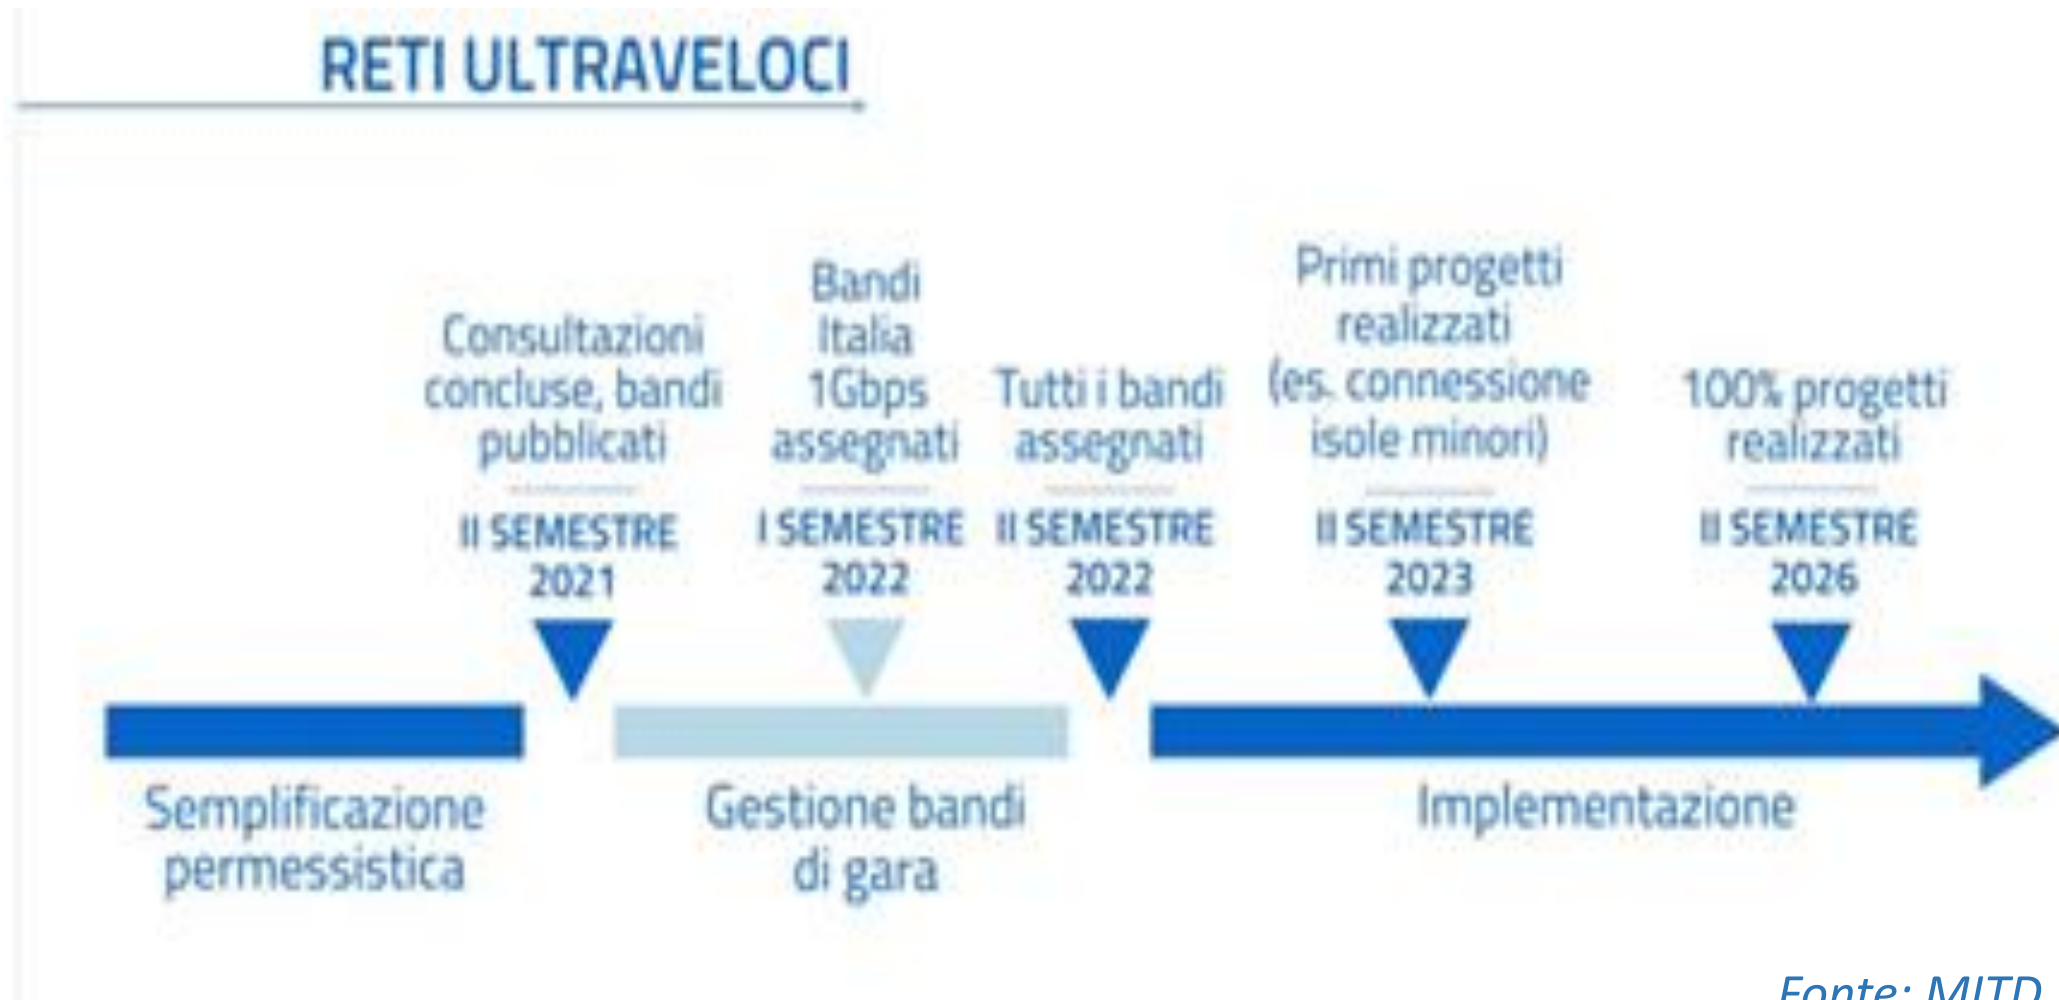 RETI ULTRAVELOCI
Consultazioni
concluse, bandi
pubblicati
II SEMESTRE
2021
Bandi
Italia
1Gbps
assegnati
I SEMESTRE
2022
Tutti i bandi
assegnati
II SEMESTRE
2022
Primi progetti
realizzati
(es. connessione
isole minori)
II SEMESTRE
2023
100% progetti
realizzati
II SEMESTRE
2026
Semplificazione
permessistica
Gestione bandi
di gara
Implementazione
Fonte: MITD